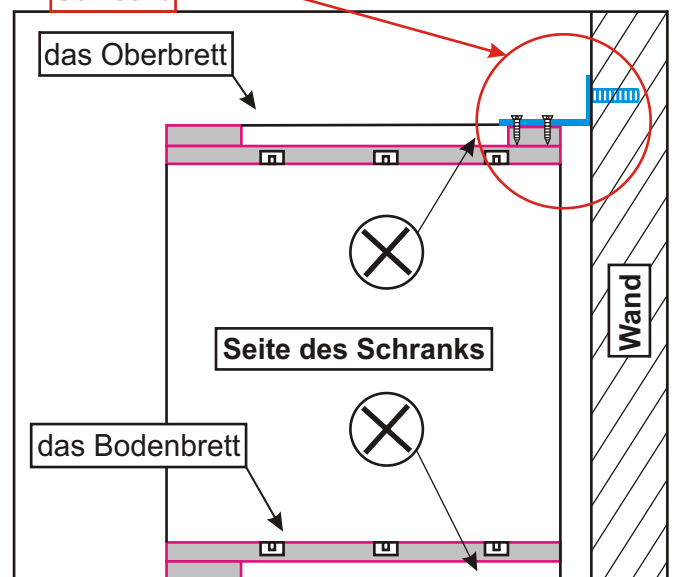 das Oberbrett
Wand
Seite des Schranks
das Bodenbrett